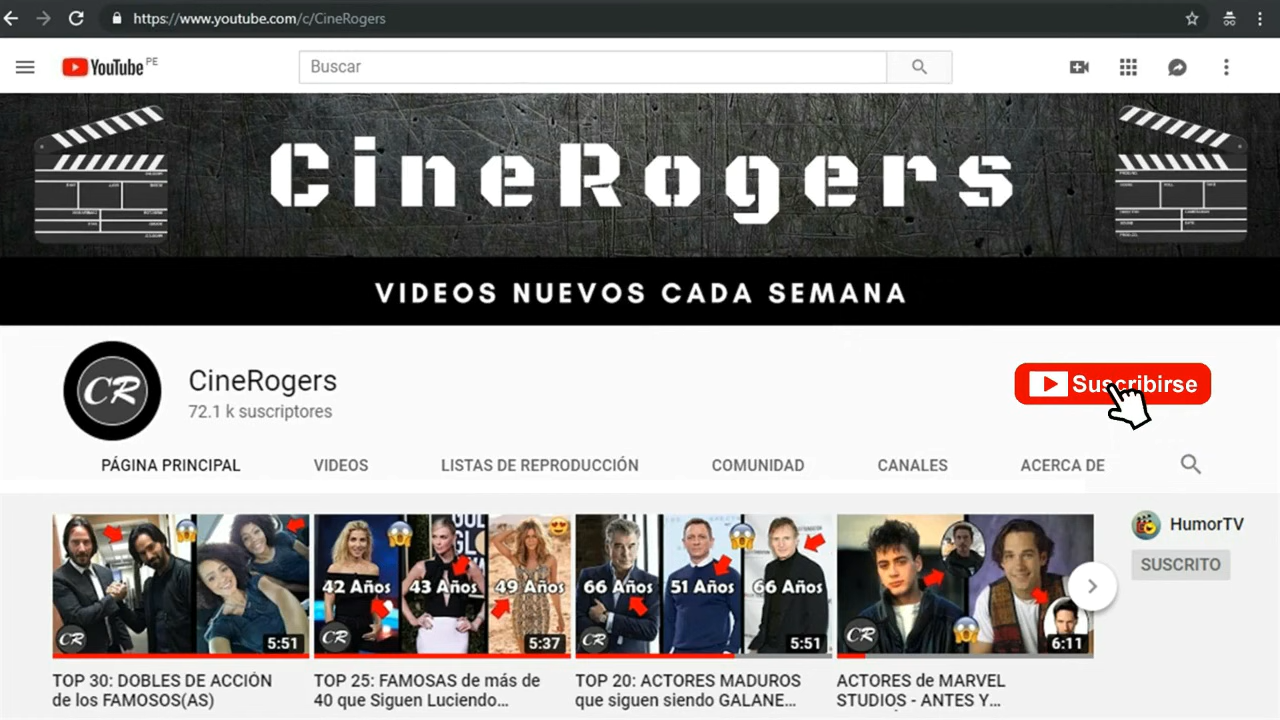 https://www.youtube.com/c/CineRogers
YouTube PE
Buscar
CineRogers
VIDEOS NUEVOS CADA SEMANA
CR
CineRogers
72.1 k suscriptores
Suscribirse
PÁGINA PRINCIPAL
VIDEOS
LISTAS DE REPRODUCCIÓN
COMUNIDAD
CANALES
ACERCA DE
CR
5:51
42 Años
43 Años
49 Años
CR
5:37
66 Años
51 Años
66 Años
CR
5:51
CR
6:11
HumorTV
SUSCRITO
TOP 30: DOBLES DE ACCIÓN
de los FAMOSOS(AS)
TOP 25: FAMOSAS de más de
40 que Siguen Luciendo...
TOP 20: ACTORES MADUROS
que siguen siendo GALANE...
ACTORES de MARVEL
STUDIOS - ANTES Y...